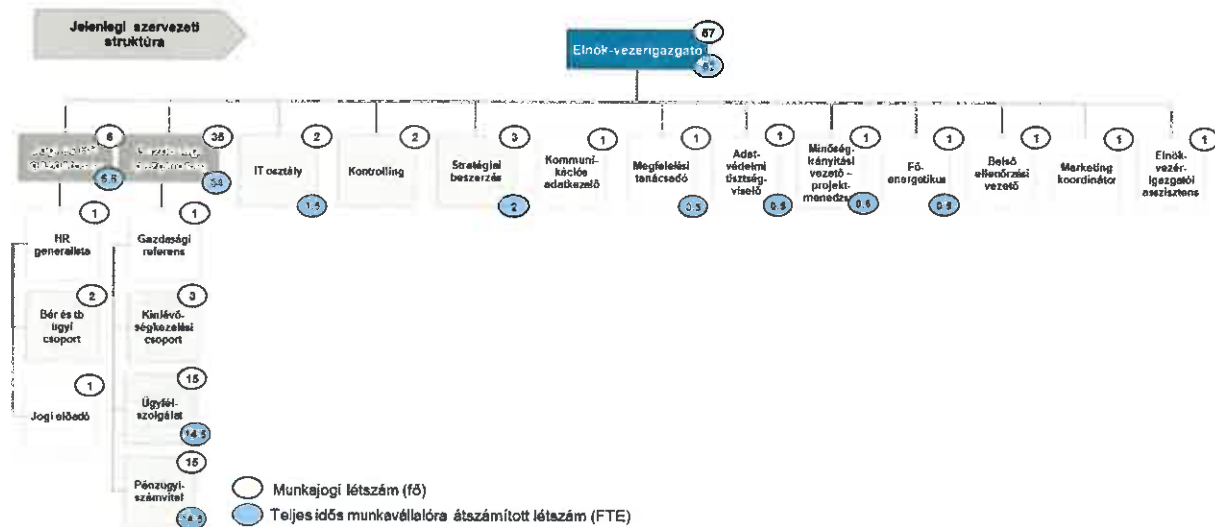 Jelenlegi szervezeti
struktúra
Elnök-vezérigazgató
57
6
5.5
35
34
IT osztály
2
1.5
Kontrolling
2
Stratégiai
beszerzés
3
2
Kommuni-
kációs
adatkezelő
1
Megfelelési
tanácsadó
1
0.5
Adat-
védelmi
tisztség-
viselő
1
0.5
Minőség-
irányítási
vezető –
projekt-
menedzser
1
Fő-
energetikus
1
0.5
Belső
ellenőrzési
vezető
1
Marketing
koordinátor
1
Elnök-
vezér-
igazgatói
asszisztens
1
HR
generalista
1
Gazdasági
referens
1
Bér és tb
ügyi
csoport
2
Kinlévő-
ségkezelési
csoport
3
Jogi előadó
1
Ügyfél-
szolgálat
15
14.5
Pénzügyi-
számvitel
15
14.5
Munkajogi létszám (fő)
Teljes idős munkavállalóra átszámított létszám (FTE)